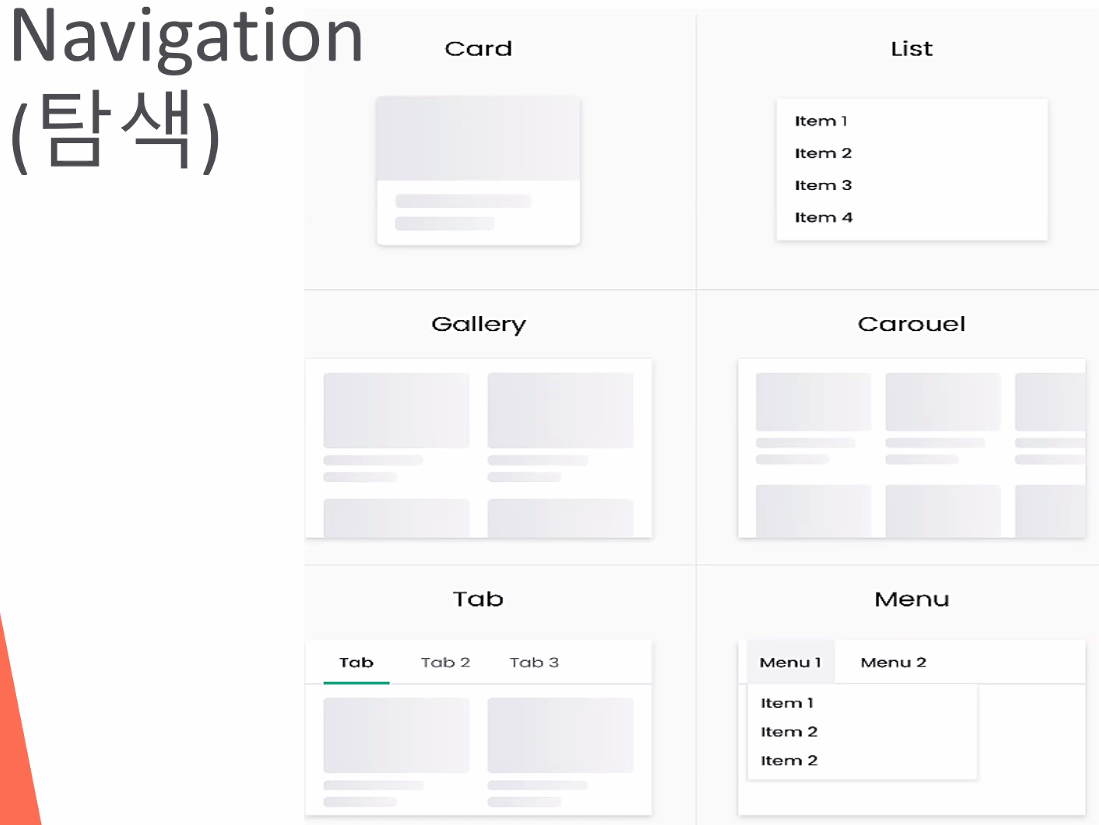 Navigation
(탐색)
Card
List
Item 1
Item 2
Item 3
Item 4
Gallery
Carouel
Tab
Menu
Tab
Tab 2
Tab 3
Menu 1
Menu 2
Item 1
Item 2
Item 2